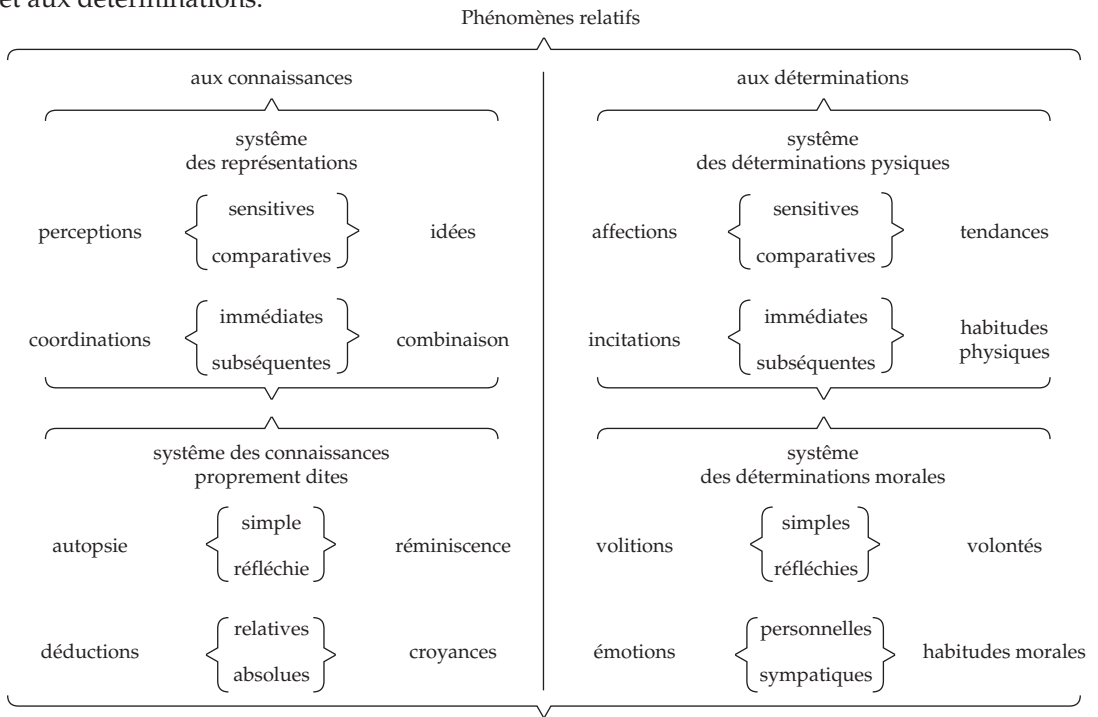 et aux déterminations.
Phénomènes relatifs
aux connaissances
système
des représentations
perceptions
sensitives
comparatives
idées
coordinations
immédiates
subséquentes
combinaison
système des connaissances
proprement dites
autopsie
simple
réfléchie
réminiscence
déductions
relatives
absolues
croyances
aux déterminations
système
des déterminations pysiques
affections
sensitives
comparatives
tendances
incitations
immédiates
subséquentes
habitudes
physiques
système
des déterminations morales
volitions
simples
réfléchies
volontés
émotions
personnelles
sympatiques
habitudes morales